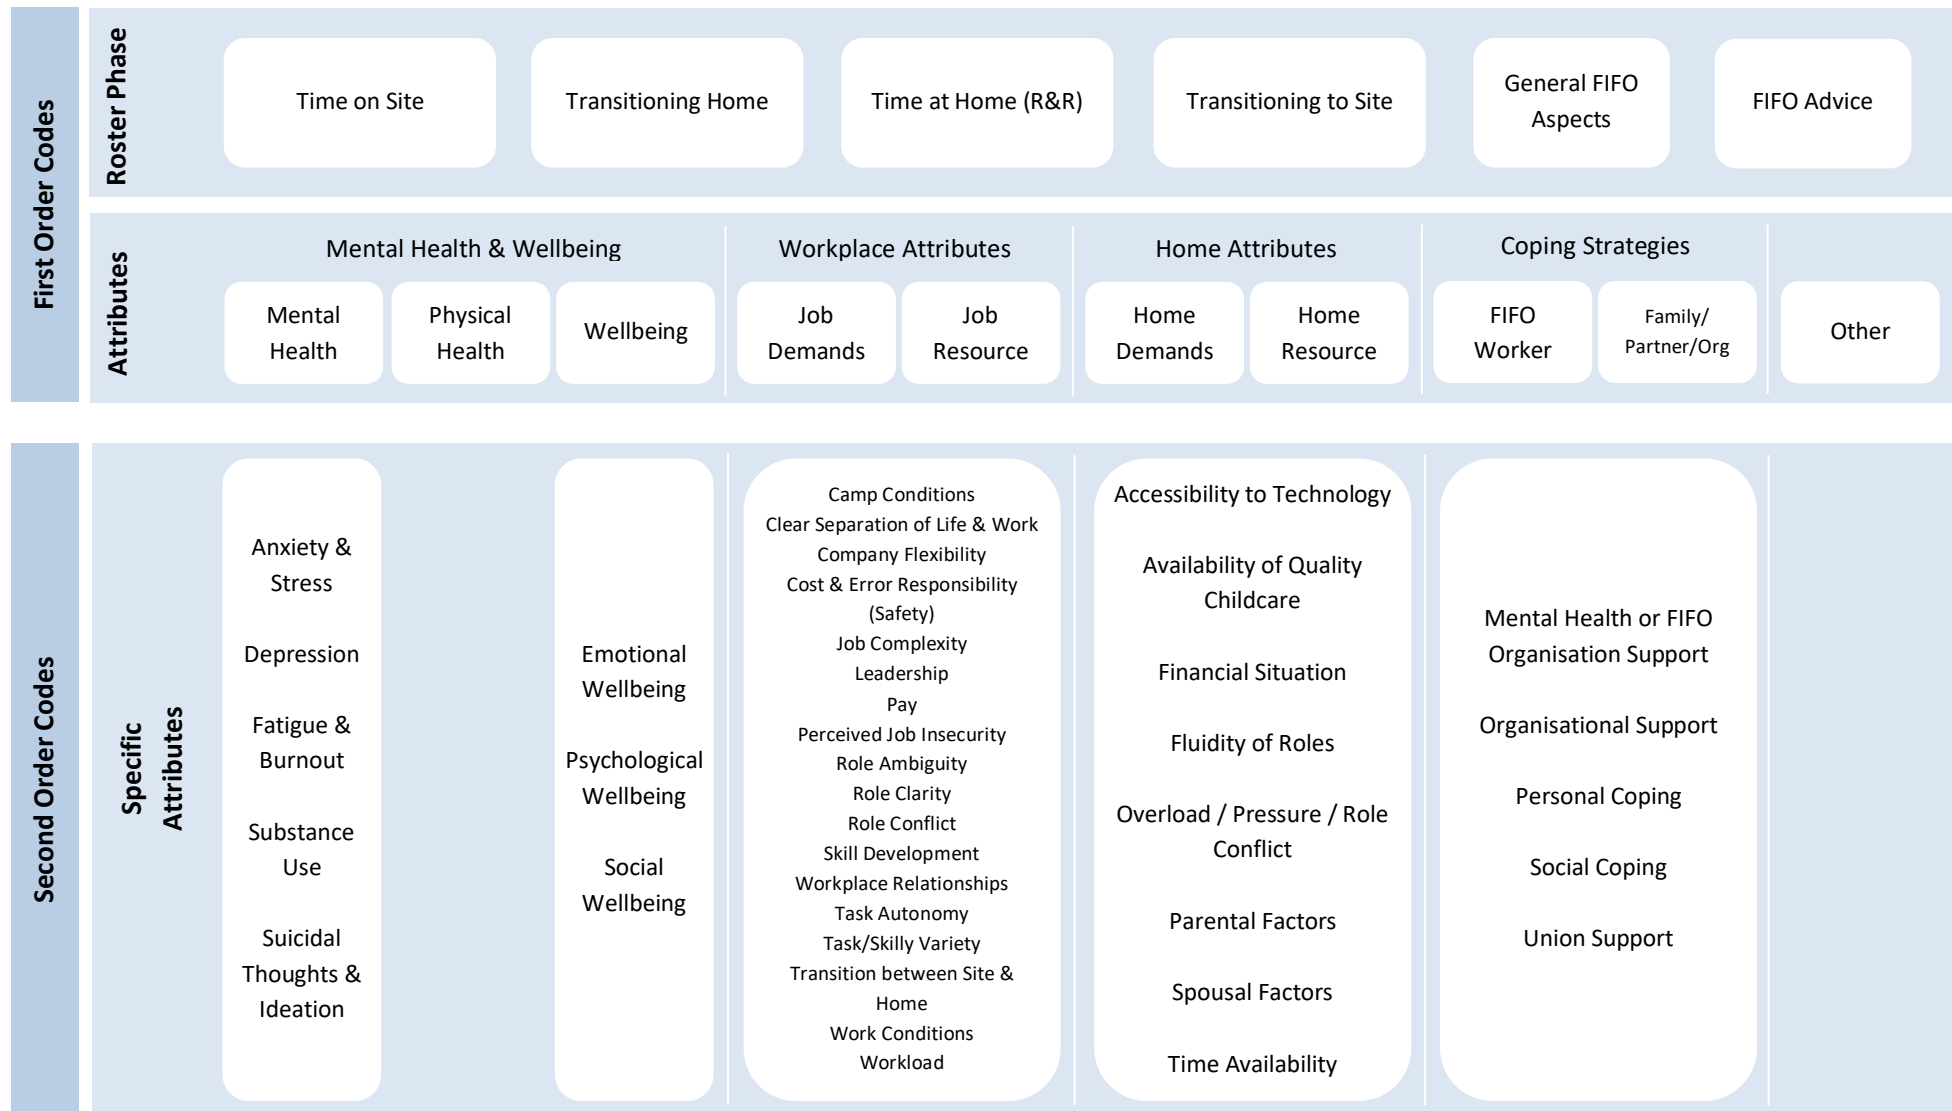 First Order Codes
Roster Phase
Time on Site
Transitioning Home
Time at Home (R&R)
Transitioning to Site
General FIFO
Aspects
FIFO Advice
Attributes
Mental Health & Wellbeing
Workplace Attributes
Home Attributes
Coping Strategies
Mental
Health
Physical
Health
Wellbeing
Job
Demands
Job
Resource
Home
Demands
Home
Resource
FIFO
Worker
Family/
Partner/Org
Other
Second Order Codes
Specific
Attributes
Anxiety &
Stress
Depression
Fatigue &
Burnout
Substance
Use
Suicidal
Thoughts &
Ideation
Emotional
Wellbeing
Psychological
Wellbeing
Social
Wellbeing
Camp Conditions
Clear Separation of Life & Work
Company Flexibility
Cost & Error Responsibility
(Safety)
Job Complexity
Leadership
Pay
Perceived Job Insecurity
Role Ambiguity
Role Clarity
Role Conflict
Skill Development
Workplace Relationships
Task Autonomy
Task/Skilly Variety
Transition between Site &
Home
Work Conditions
Workload
Accessibility to Technology
Availability of Quality
Childcare
Financial Situation
Fluidity of Roles
Overload / Pressure / Role
Conflict
Parental Factors
Spousal Factors
Time Availability
Mental Health or FIFO
Organisation Support
Organisational Support
Personal Coping
Social Coping
Union Support